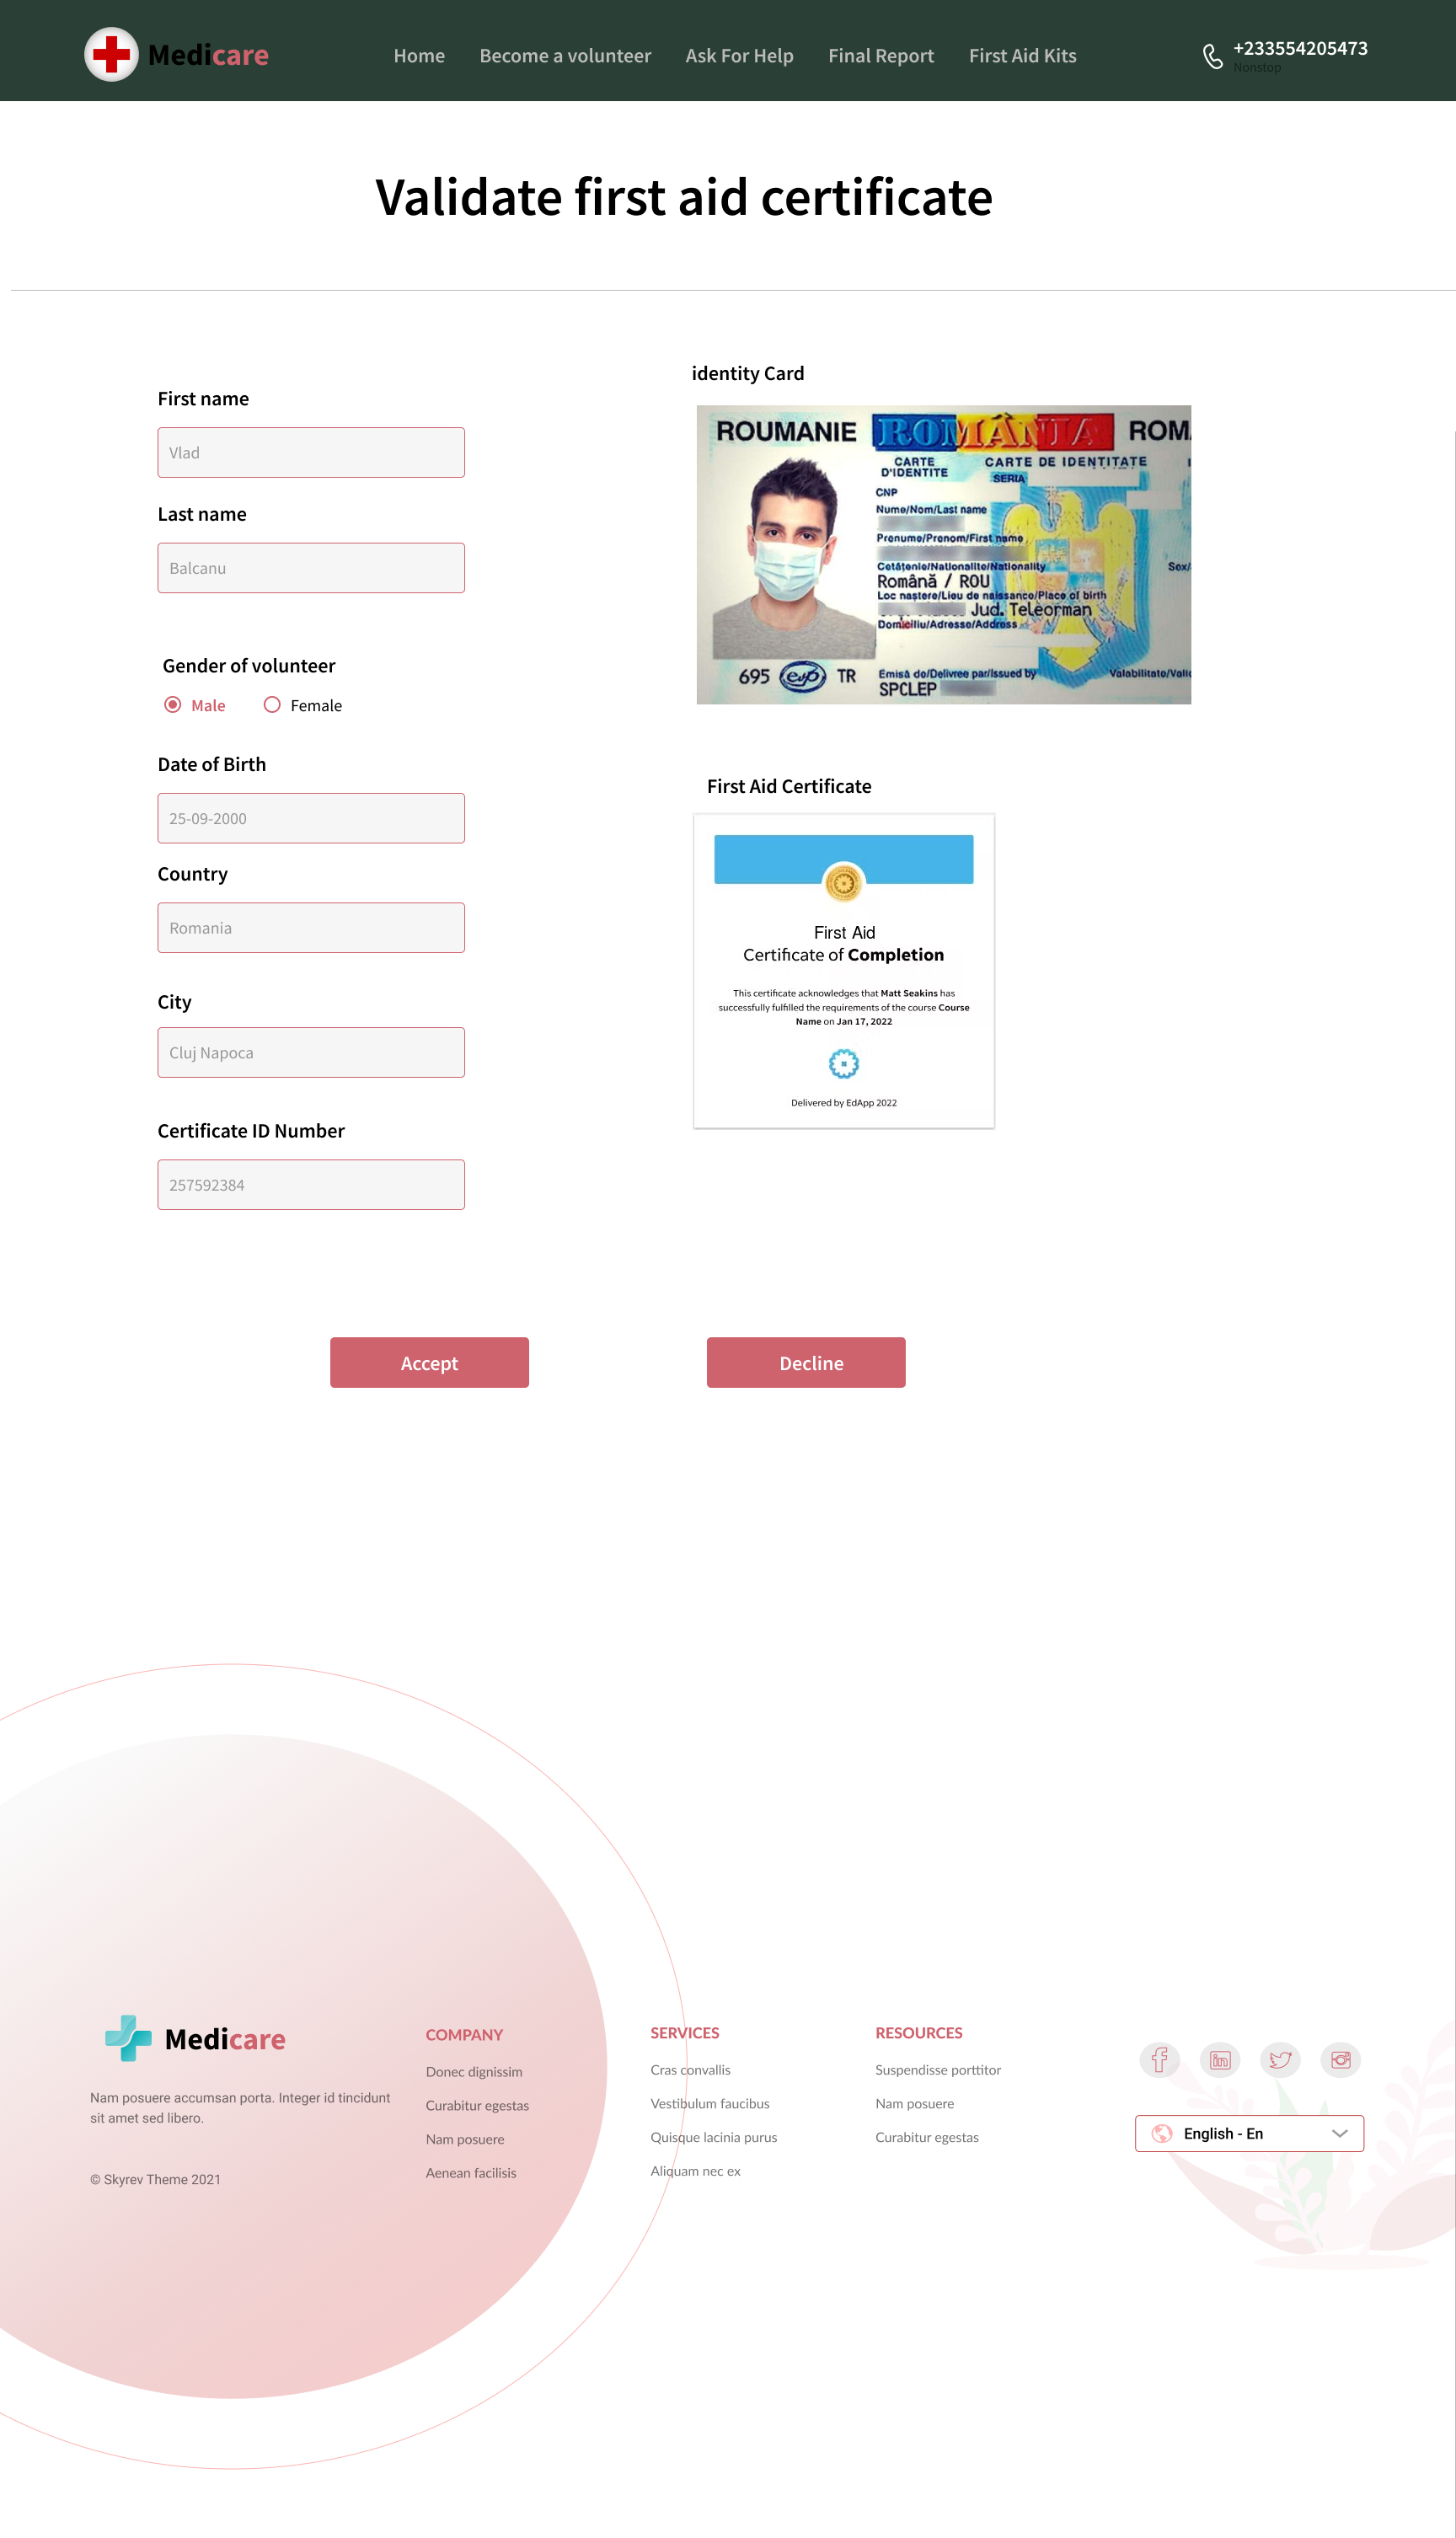 Medicare
Home Become a volunteer Ask For Help Final Report First Aid Kits
+233554205473
Nonstop
Validate first aid certificate
First name
Vlad
Last name
Balcanu
Gender of volunteer
Male Female
Date of Birth
25-09-2000
Country
Romania
City
Cluj Napoca
Certificate ID Number
257592384
identity Card
ROUMANIE ROMÂNIA ROM
CARTE D'IDENTITE
CARTE DE IDENTITATE
SERIA
CNP
Nume/Nom/Last name
Prenume/Prenom/First name
Cetăţenie/Nationalite/Nationality
Sex/
Română / ROU
Loc naştere/Lieu de naissance/Place of birth
Jud. Teleorman
Domiciliu/Adresse/Address
695 TR
Emisă de/Delivree par/Issued by
SPCLEP
First Aid Certificate
First Aid
Certificate of Completion
This certificate acknowledges that Matt Seakins has
successfully fulfilled the requirements of the course Course
Name on Jan 17, 2022
Delivered by EdApp 2022
Accept
Decline
Medicare
Nam posuere accumsan porta. Integer id tincidunt
sit amet sed libero.
© Skyrev Theme 2021
COMPANY
Donec dignissim
Curabitur egestas
Nam posuere
Aenean facilisis
SERVICES
Cras convallis
Vestibulum faucibus
Quisque lacinia purus
Aliquam nec ex
RESOURCES
Suspendisse porttitor
Nam posuere
Curabitur egestas
English - En